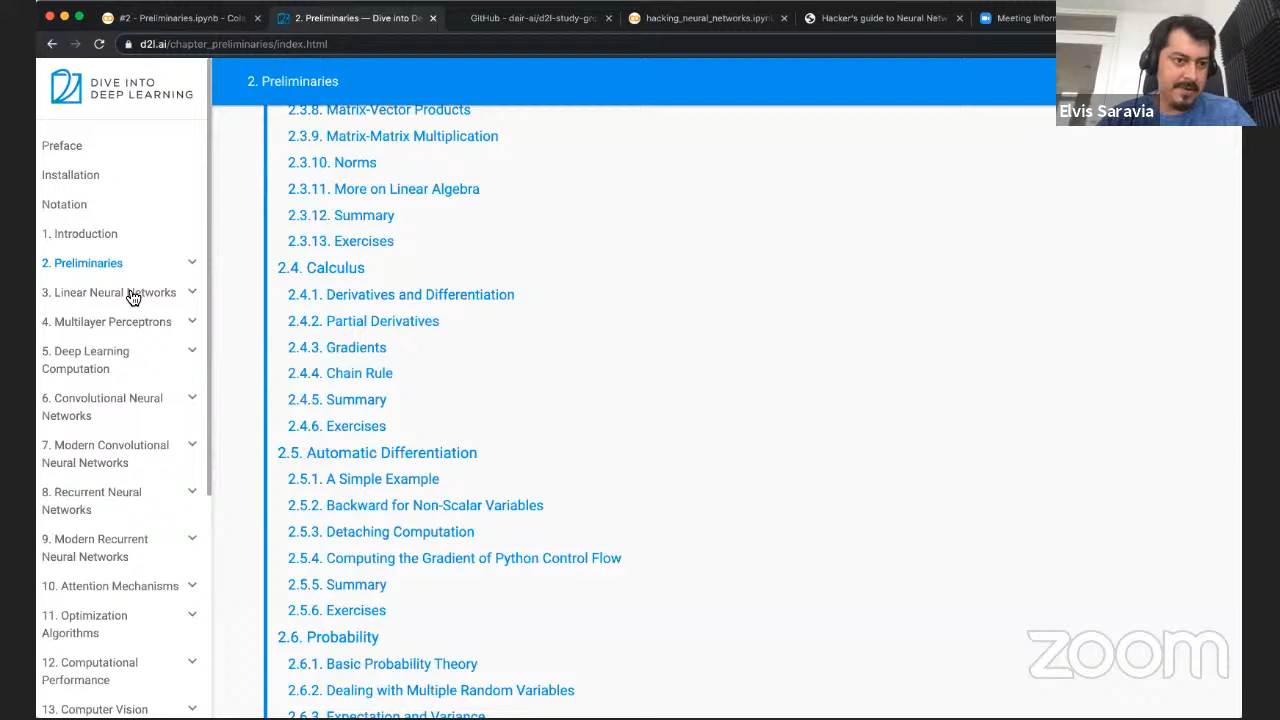 #2 - Preliminaries.ipynb - Cola
2. Preliminaries — Dive into De
GitHub - dair-ai/d2l-study-gro
hacking_neural_networks.ipynb
Hacker's guide to Neural Netw
Meeting Inform
d2l.ai/chapter_preliminaries/index.html
DIVE INTO
DEEP LEARNING
Preface
Installation
Notation
1. Introduction
2. Preliminaries
3. Linear Neural Networks
4. Multilayer Perceptrons
5. Deep Learning
Computation
6. Convolutional Neural
Networks
7. Modern Convolutional
Neural Networks
8. Recurrent Neural
Networks
9. Modern Recurrent
Neural Networks
10. Attention Mechanisms
11. Optimization
Algorithms
12. Computational
Performance
13. Computer Vision
2. Preliminaries
2.3.8. Matrix-Vector Products
2.3.9. Matrix-Matrix Multiplication
2.3.10. Norms
2.3.11. More on Linear Algebra
2.3.12. Summary
2.3.13. Exercises
2.4. Calculus
2.4.1. Derivatives and Differentiation
2.4.2. Partial Derivatives
2.4.3. Gradients
2.4.4. Chain Rule
2.4.5. Summary
2.4.6. Exercises
2.5. Automatic Differentiation
2.5.1. A Simple Example
2.5.2. Backward for Non-Scalar Variables
2.5.3. Detaching Computation
2.5.4. Computing the Gradient of Python Control Flow
2.5.5. Summary
2.5.6. Exercises
2.6. Probability
2.6.1. Basic Probability Theory
2.6.2. Dealing with Multiple Random Variables
2.6.3. Expectation and Variance
Elvis Saravia
zoom